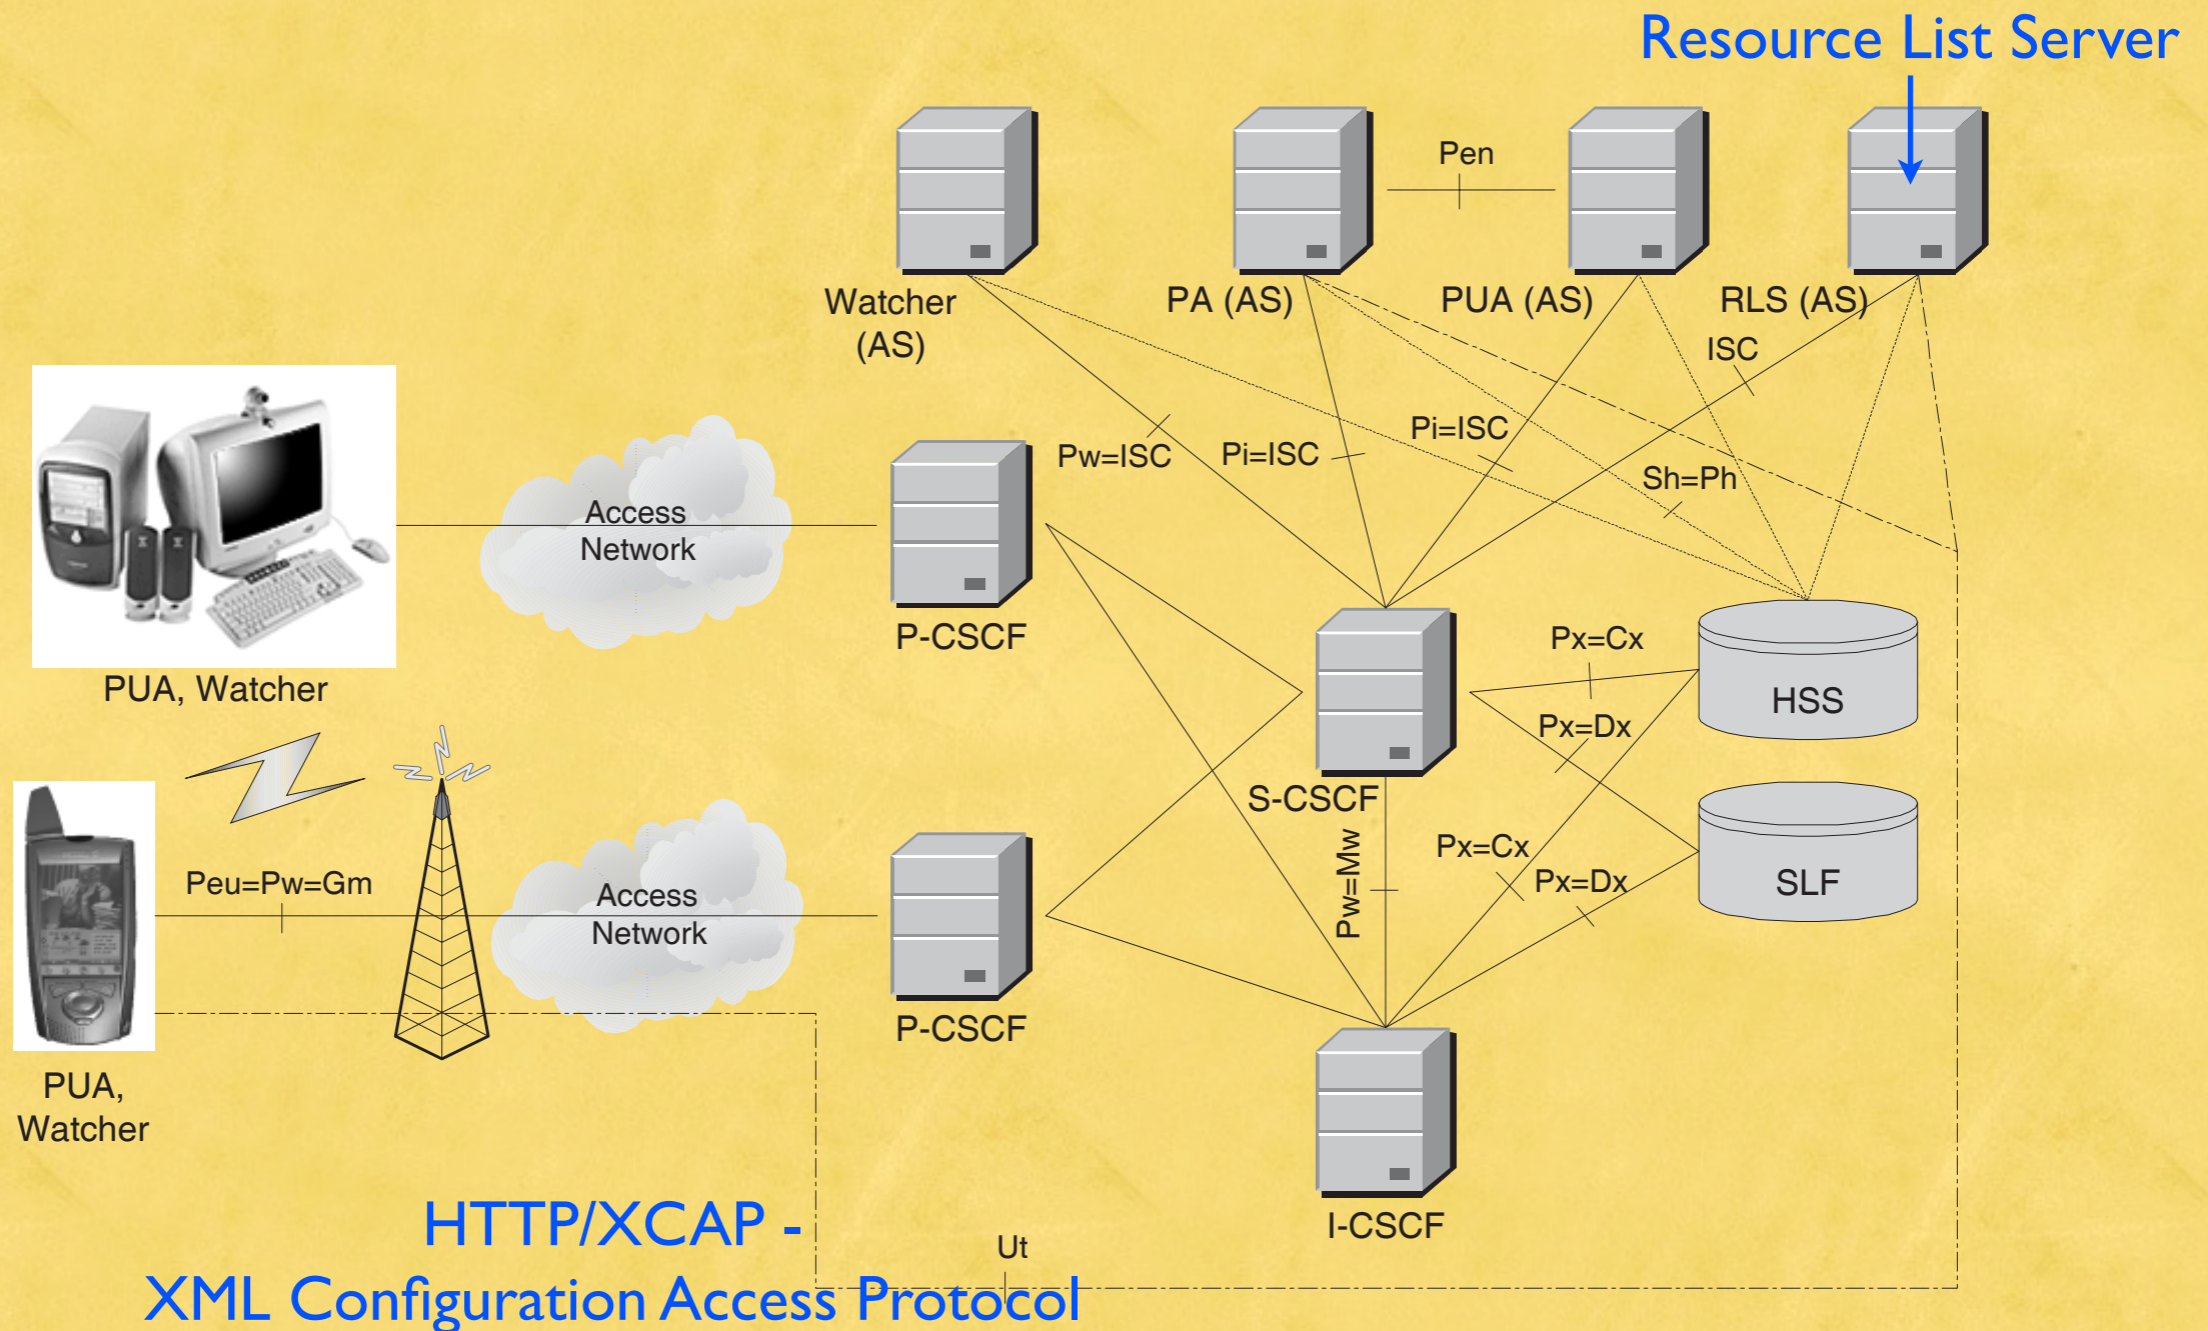 Resource List Server
Pen
Watcher
(AS)
PA (AS)
PUA (AS)
RLS (AS)
ISC
Pw=ISC
Pi=ISC
Pi=ISC
Sh=Ph
Access
Network
P-CSCF
PUA, Watcher
Px=Cx
HSS
Px=Dx
S-CSCF
Pw=Mw
Px=Cx
Px=Dx
SLF
Peu=Pw=Gm
Access
Network
P-CSCF
PUA,
Watcher
I-CSCF
HTTP/XCAP -
XML Configuration Access Protocol
Ut